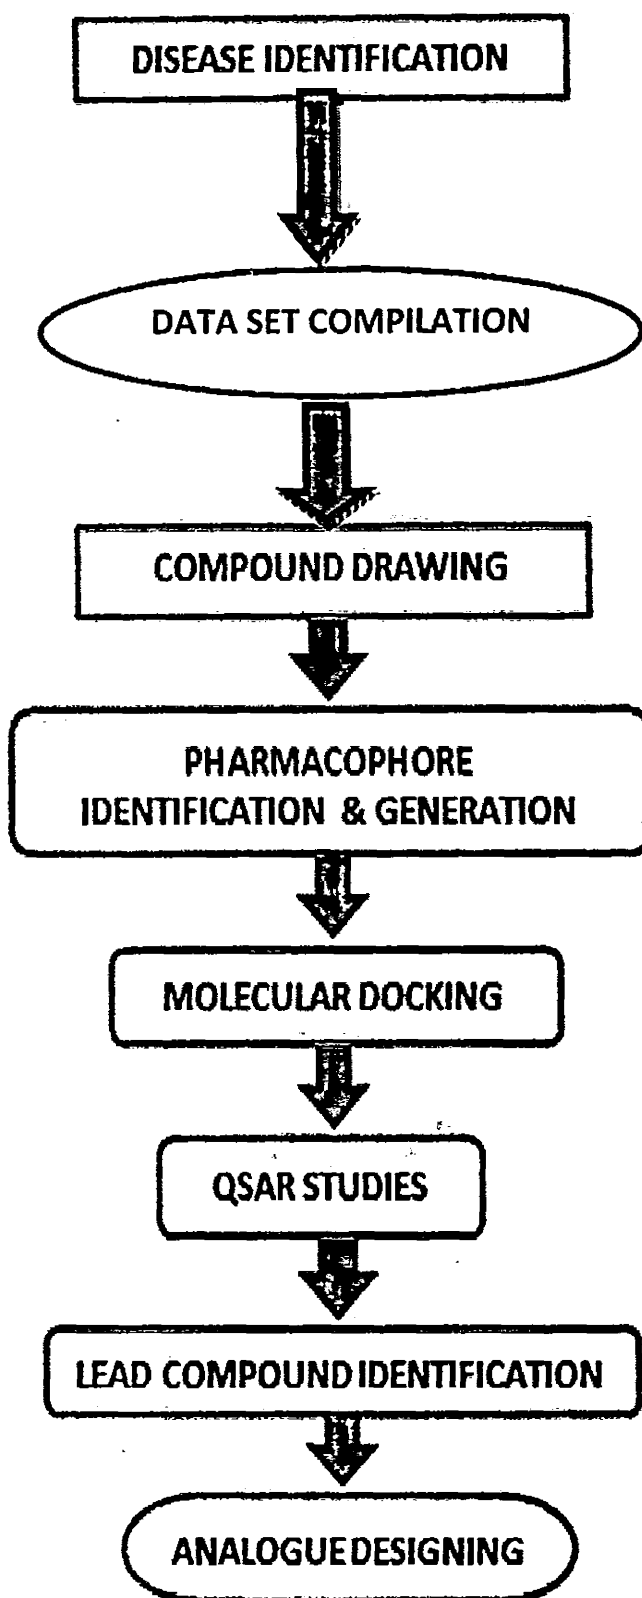 DISEASE IDENTIFICATION
DATA SET COMPILATION
COMPOUND DRAWING
PHARMACOPHORE
IDENTIFICATION & GENERATION
MOLECULAR DOCKING
QSAR STUDIES
LEAD COMPOUND IDENTIFICATION
ANALOGUE DESIGNING